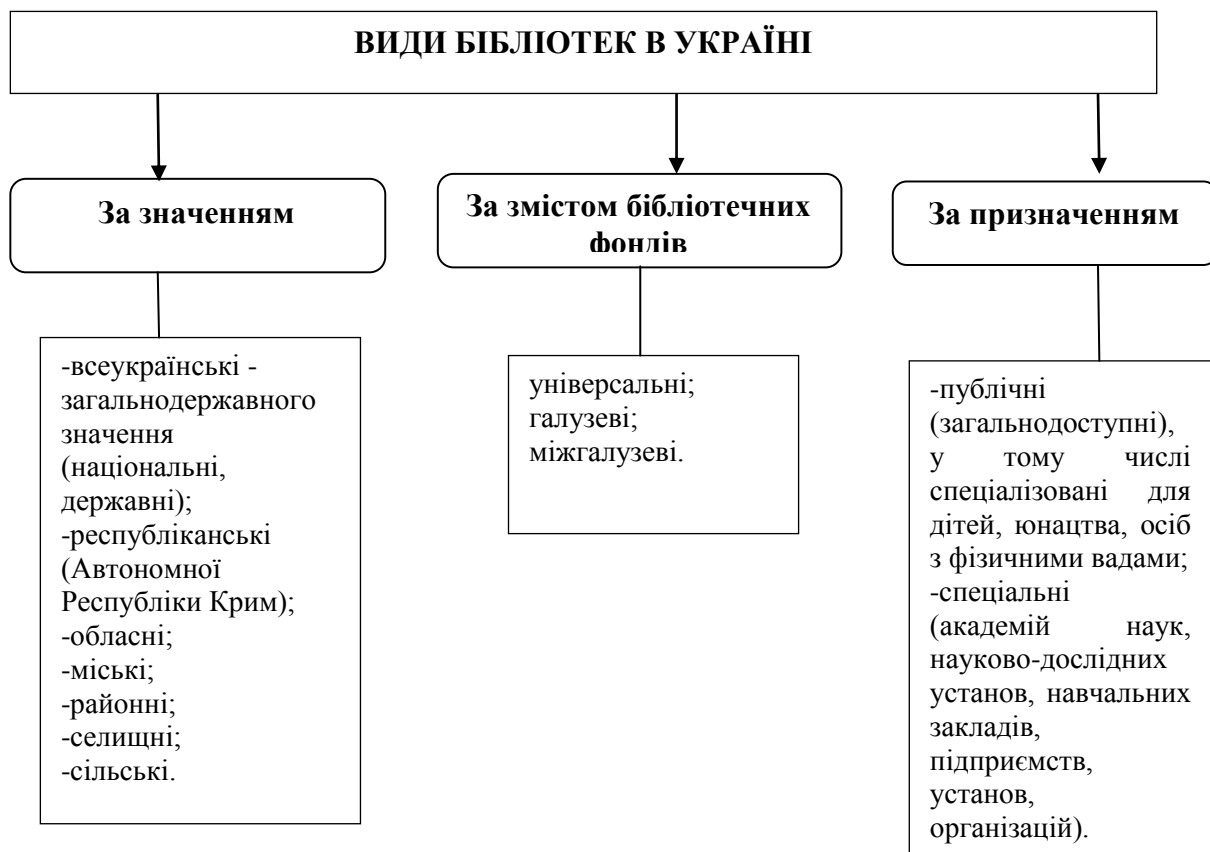 ВИДИ БІБЛІОТЕК В УКРАЇНІ
За значенням
-всеукраїнські -
загальнодержавного
значення
(національні,
державні);
-республіканські
(Автономної
Республіки Крим);
-обласні;
-міські;
-районні;
-селищні;
-сільські.
За змістом бібліотечних
фондів
універсальні;
галузеві;
міжгалузеві.
За призначенням
-публічні
(загальнодоступні),
у тому числі
спеціалізовані для
дітей, юнацтва, осіб
з фізичними вадами;
-спеціальні
(академій наук,
науково-дослідних
установ, навчальних
закладів,
підприємств,
установ,
організацій).